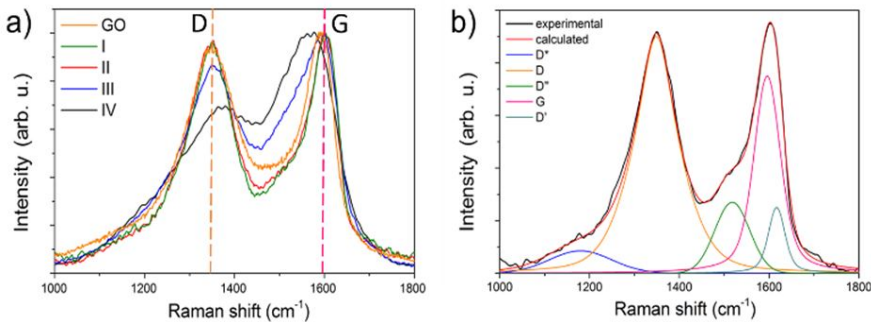 a)
D
G
GO
I
II
III
IV
Intensity (arb. u.)
1000 1200 1400 1600 1800
Raman shift (cm⁻¹)
b)
experimental
calculated
D*
D
D"
G
D'
Intensity (arb. u.)
1000 1200 1400 1600 1800
Raman shift (cm⁻¹)